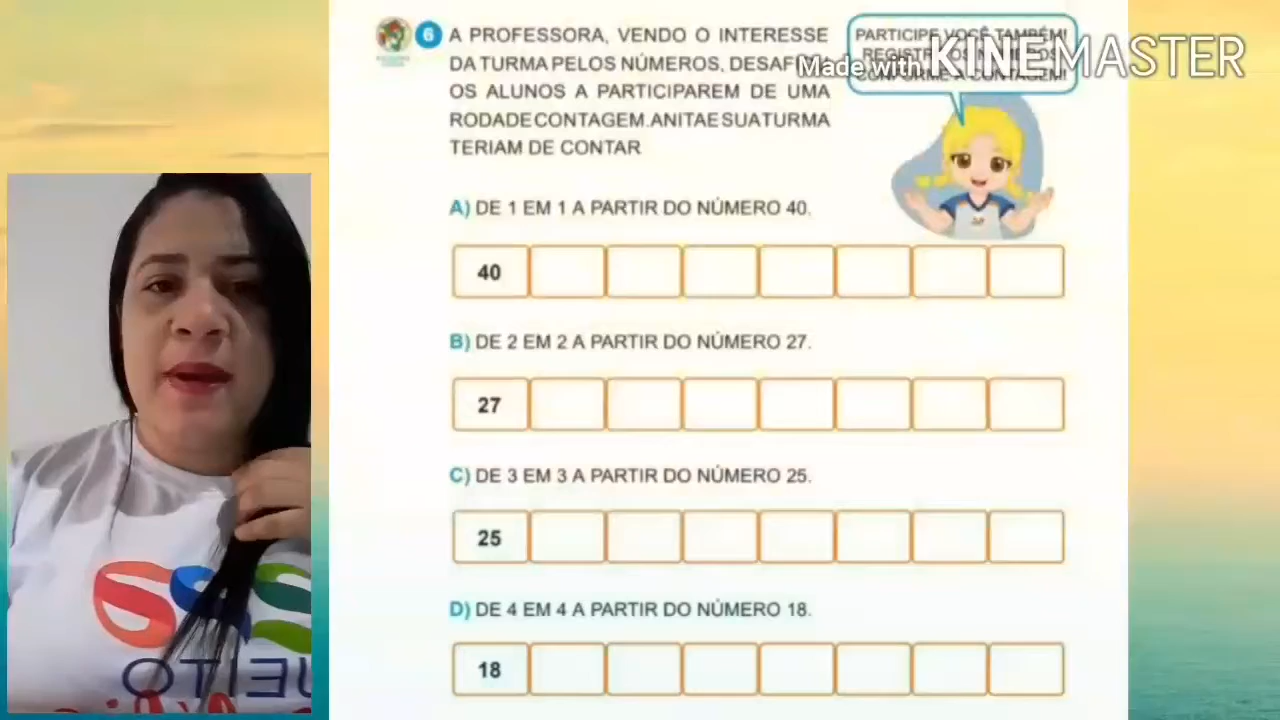 6 A PROFESSORA, VENDO O INTERESSE
DA TURMA PELOS NÚMEROS,
OS ALUNOS A PARTICIPAREM DE UMA
RODA DE CONTAGEM. ANITA E SUA TURMA
TERIAM DE CONTAR
PARTICIPE VOCÊ TAMBÉM!
CONFORME A CONTAGEM!
Made with KINEMASTER
A) DE 1 EM 1 A PARTIR DO NÚMERO 40.
40
B) DE 2 EM 2 A PARTIR DO NÚMERO 27.
27
C) DE 3 EM 3 A PARTIR DO NÚMERO 25.
25
D) DE 4 EM 4 A PARTIR DO NÚMERO 18.
18